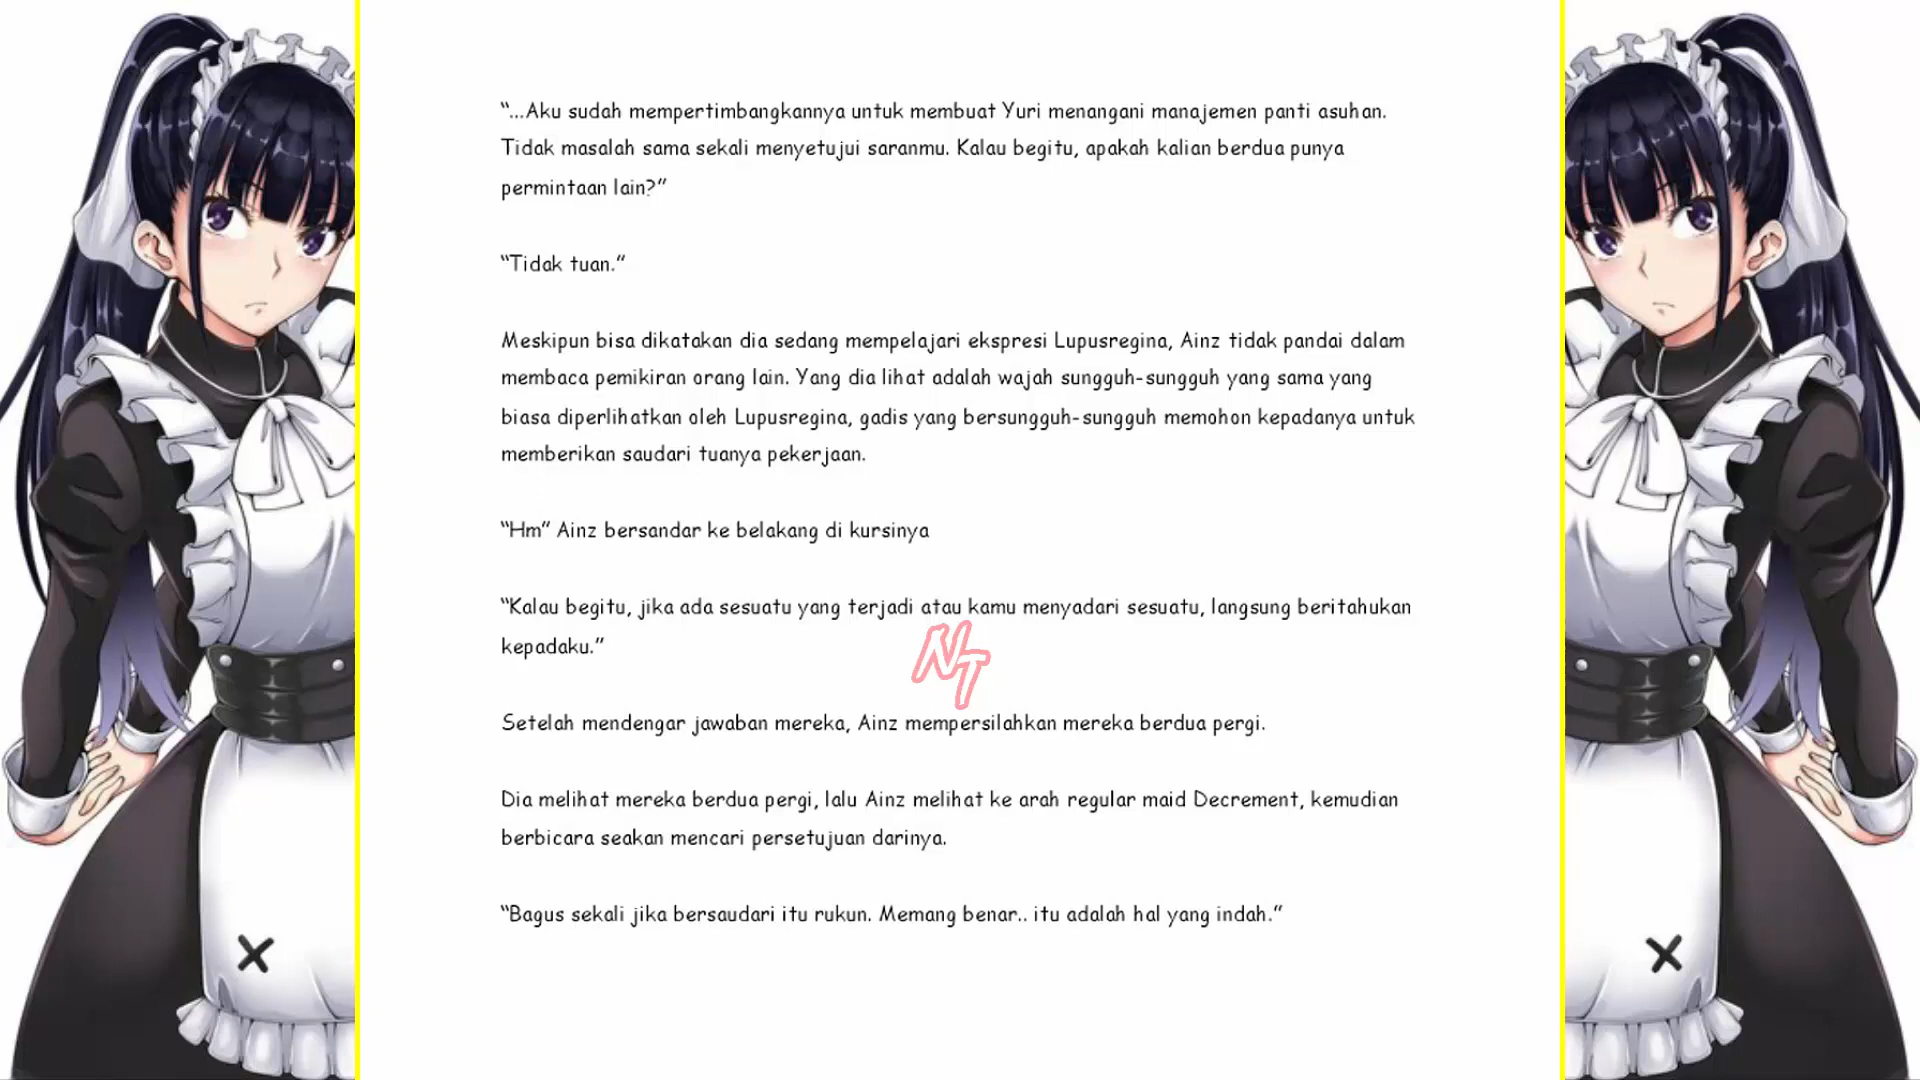 “...Aku sudah mempertimbangkannya untuk membuat Yuri menangani manajemen panti asuhan.
Tidak masalah sama sekali menyetujui saranmu. Kalau begitu, apakah kalian berdua punya
permintaan lain?”
“Tidak tuan.”
Meskipun bisa dikatakan dia sedang mempelajari ekspresi Lupusregina, Ainz tidak pandai dalam
membaca pemikiran orang lain. Yang dia lihat adalah wajah sungguh-sungguh yang sama yang
biasa diperlihatkan oleh Lupusregina, gadis yang bersungguh-sungguh memohon kepadanya untuk
memberikan saudari tuanya pekerjaan.
“Hm” Ainz bersandar ke belakang di kursinya
“Kalau begitu, jika ada sesuatu yang terjadi atau kamu menyadari sesuatu, langsung beritahukan
kepadaku.”
NT
Setelah mendengar jawaban mereka, Ainz mempersilahkan mereka berdua pergi.
Dia melihat mereka berdua pergi, lalu Ainz melihat ke arah regular maid Decrement, kemudian
berbicara seakan mencari persetujuan darinya.
“Bagus sekali jika bersaudari itu rukun. Memang benar.. itu adalah hal yang indah.”